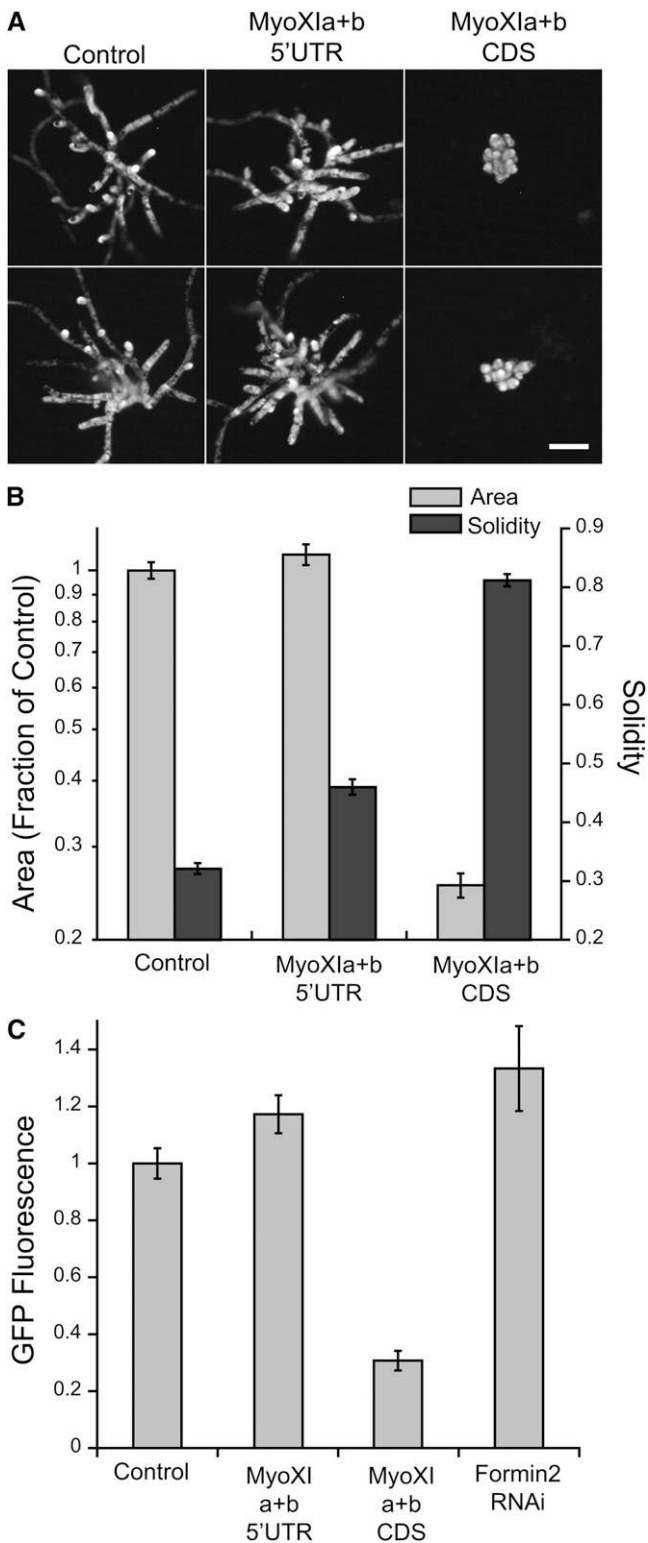 A
Control
MyoXIa+b
5'UTR
MyoXIa+b
CDS
B
Area
Solidity
Area (Fraction of Control)
1
0.9
0.8
0.7
0.6
0.5
0.4
0.3
0.2
Solidity
0.9
0.8
0.7
0.6
0.5
0.4
0.3
0.2
Control
MyoXIa+b
5'UTR
MyoXIa+b
CDS
C
GFP Fluorescence
1.4
1.2
1
0.8
0.6
0.4
0.2
0
Control
MyoXI
a+b
5'UTR
MyoXI
a+b
CDS
Formin2
RNAi